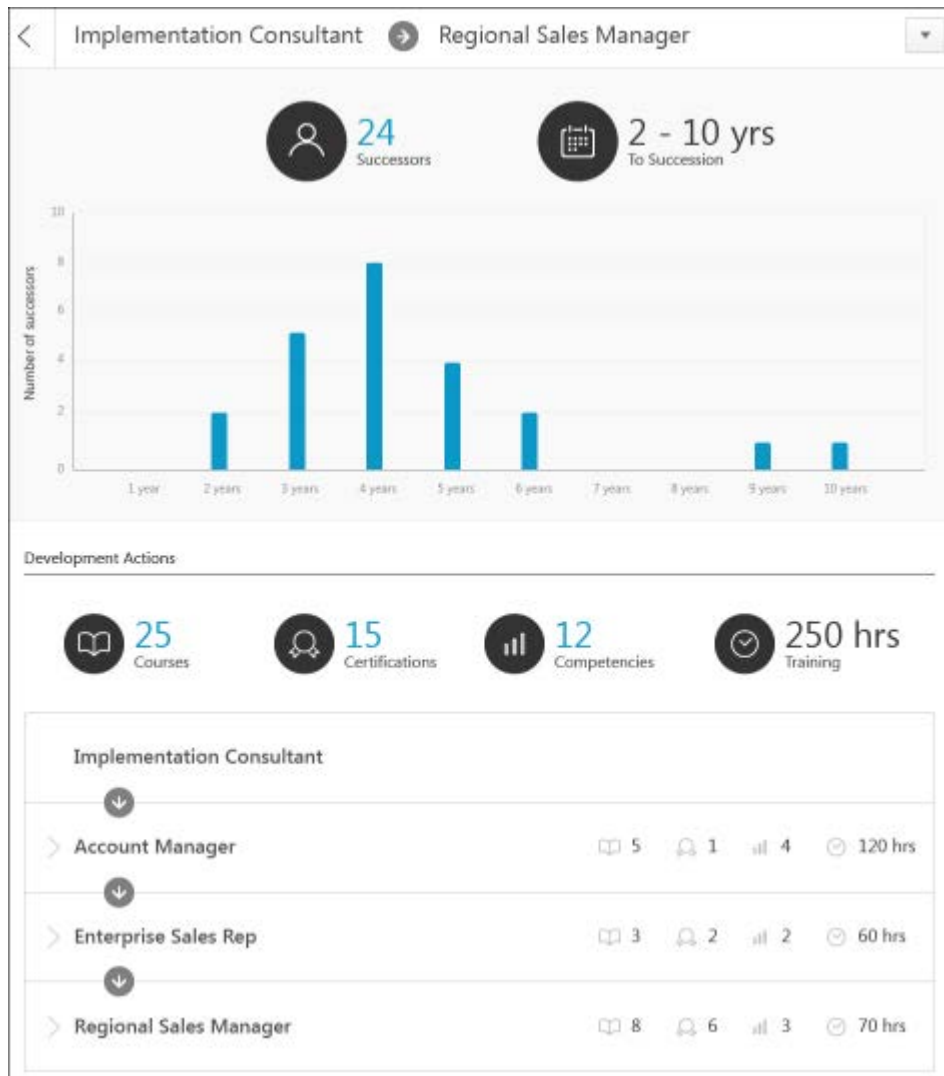 Implementation Consultant Regional Sales Manager
24
Successors
2 - 10 yrs
To Succession
Number of successors
10
8
6
4
2
0
1 year 2 years 3 years 4 years 5 years 6 years 7 years 8 years 9 years 10 years
Development Actions
25
Courses
15
Certifications
12
Competencies
250 hrs
Training
Implementation Consultant
Account Manager 5 1 4 120 hrs
Enterprise Sales Rep 3 2 2 60 hrs
Regional Sales Manager 8 6 3 70 hrs